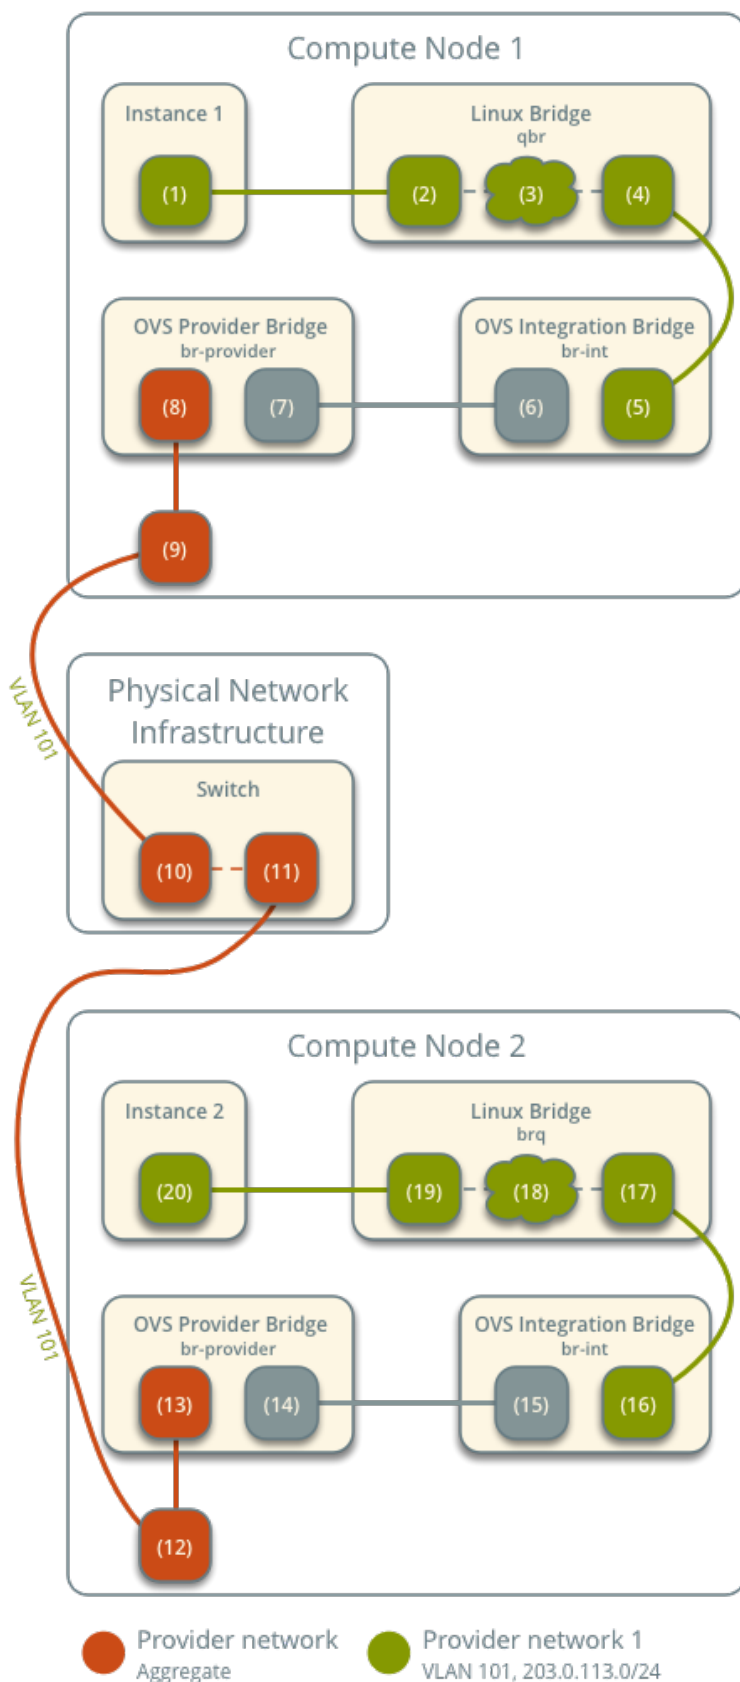 Compute Node 1
Instance 1
Linux Bridge
qbr
(1)
(2)
(3)
(4)
OVS Provider Bridge
br-provider
OVS Integration Bridge
br-int
(8)
(7)
(6)
(5)
(9)
VLAN 101
Physical Network
Infrastructure
Switch
(10)
(11)
Compute Node 2
Instance 2
Linux Bridge
brq
(20)
(19)
(18)
(17)
VLAN 101
OVS Provider Bridge
br-provider
OVS Integration Bridge
br-int
(13)
(14)
(15)
(16)
(12)
Provider network
Aggregate
Provider network 1
VLAN 101, 203.0.113.0/24